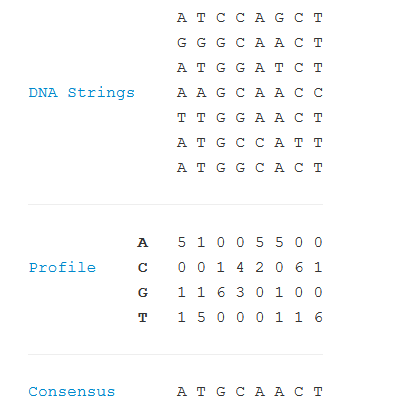 A T C C A G C T
G G G C A A C T
A T G G A T C T
DNA Strings A A G C A A C C
T T G G A A C T
A T G C C A T T
A T G G C A C T
A 5 1 0 0 5 5 0 0
Profile C 0 0 1 4 2 0 6 1
G 1 1 6 3 0 1 0 0
T 1 5 0 0 0 1 1 6
Consensus A T G C A A C T